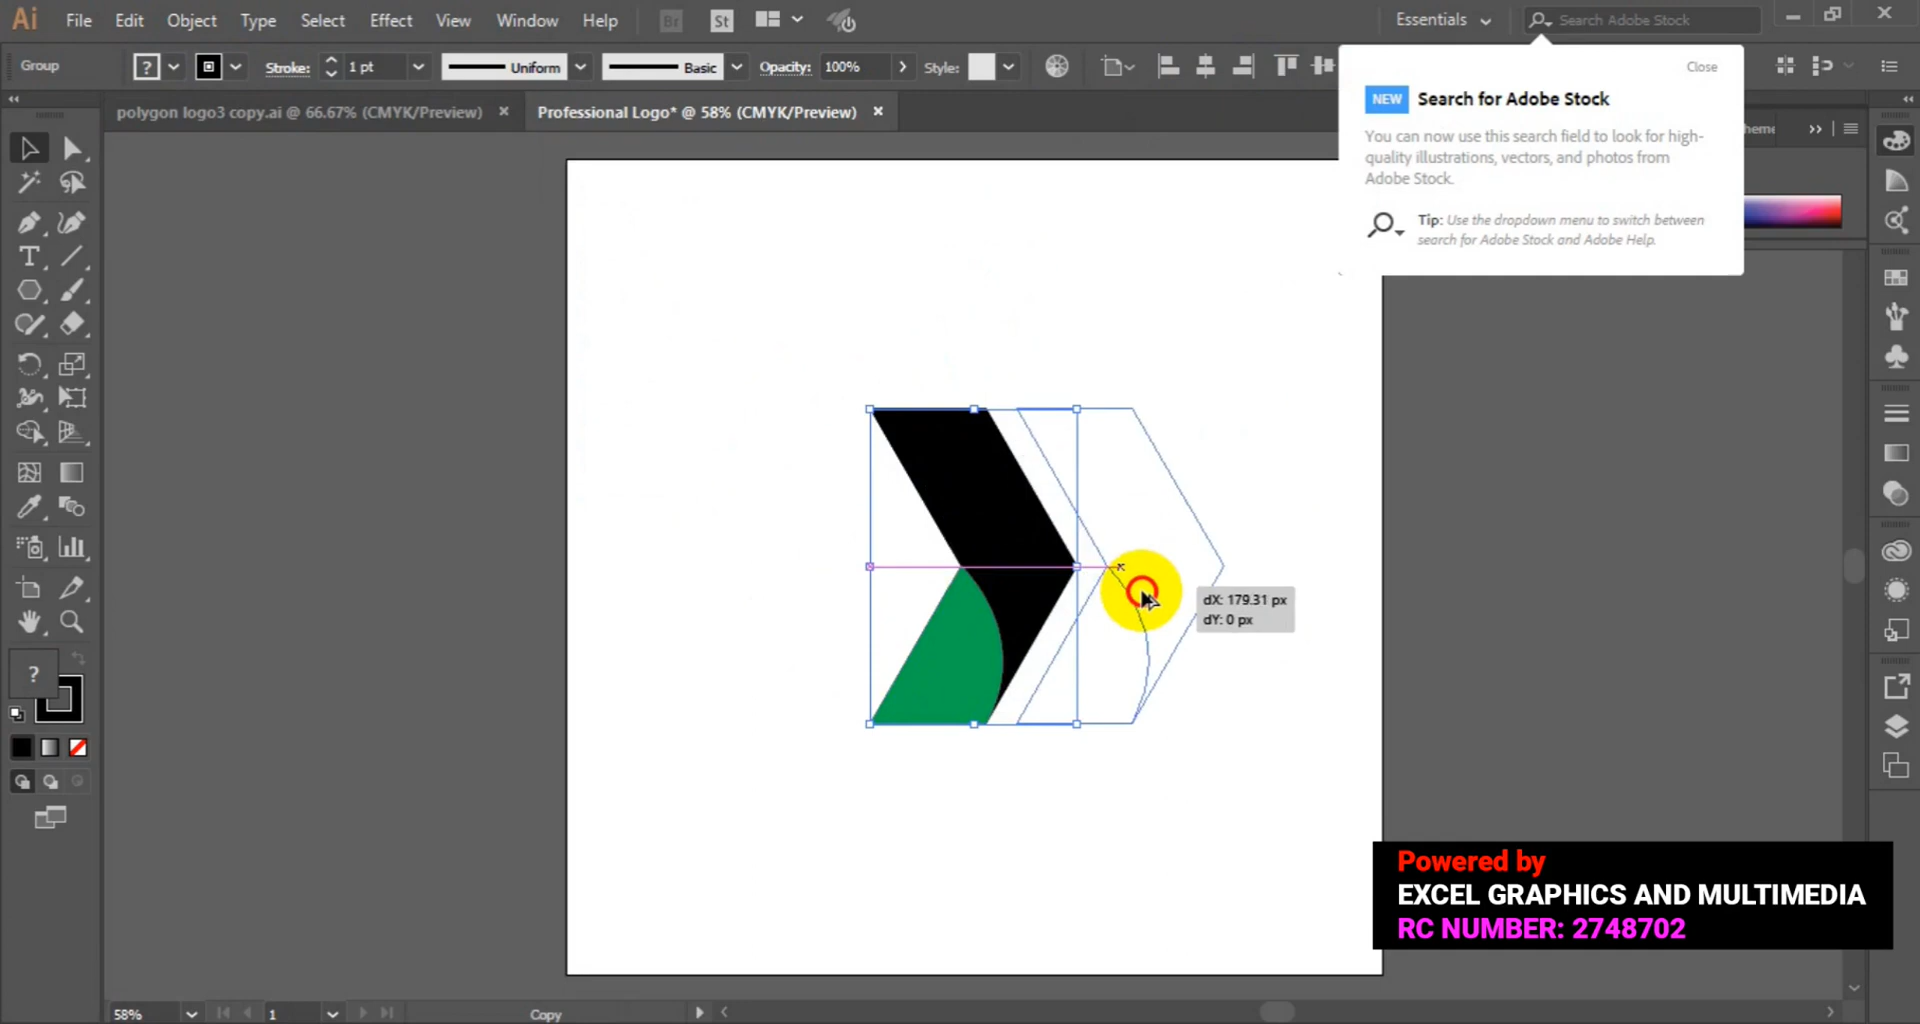 Ai File Edit Object Type Select Effect View Window Help Br St Essentials Search Adobe Stock
Group ? Stroke: 1 pt Uniform Basic Opacity: 100% Style: Close
polygon logo3 copy.ai @ 66.67% (CMYK/Preview) × Professional Logo* @ 58% (CMYK/Preview) ×
NEW Search for Adobe Stock
You can now use this search field to look for high-
quality illustrations, vectors, and photos from
Adobe Stock.
Tip: Use the dropdown menu to switch between
search for Adobe Stock and Adobe Help.
T
dX: 179.31 px
dY: 0 px
?
Powered by
EXCEL GRAPHICS AND MULTIMEDIA
RC NUMBER: 2748702
58% 1 Copy